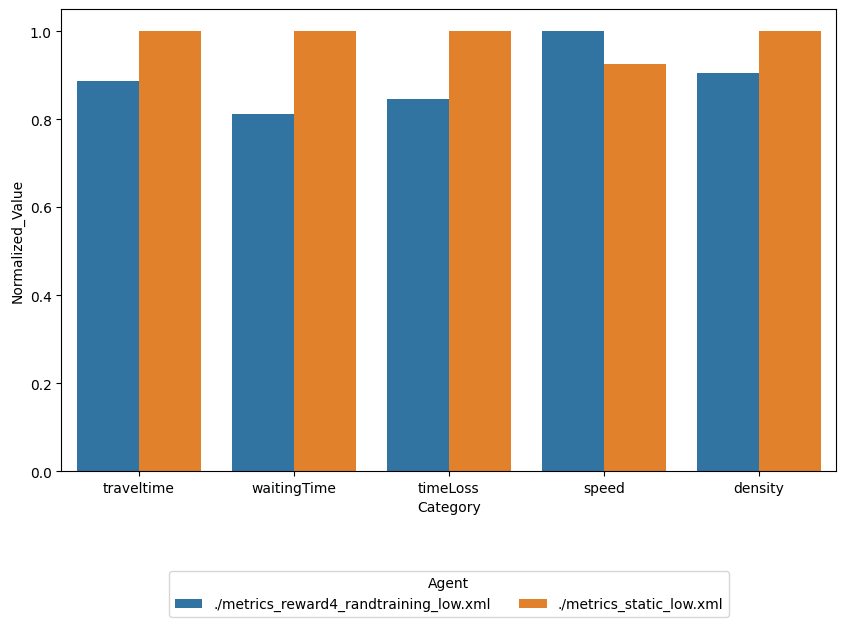 Normalized_Value
1.0
0.8
0.6
0.4
0.2
0.0
traveltime waitingTime timeLoss speed density
Category
Agent
./metrics_reward4_randtraining_low.xml ./metrics_static_low.xml